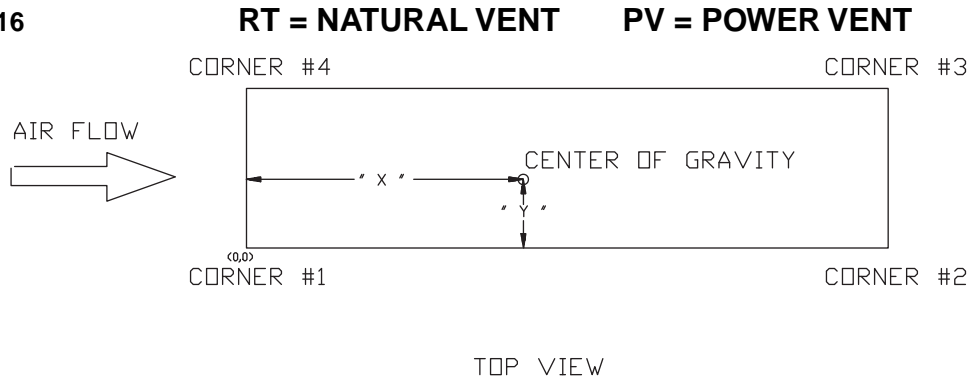 16 RT = NATURAL VENT PV = POWER VENT
CORNER #4 CORNER #3
AIR FLOW
CENTER OF GRAVITY
" X "
" Y "
(0,0)
CORNER #1 CORNER #2
TOP VIEW